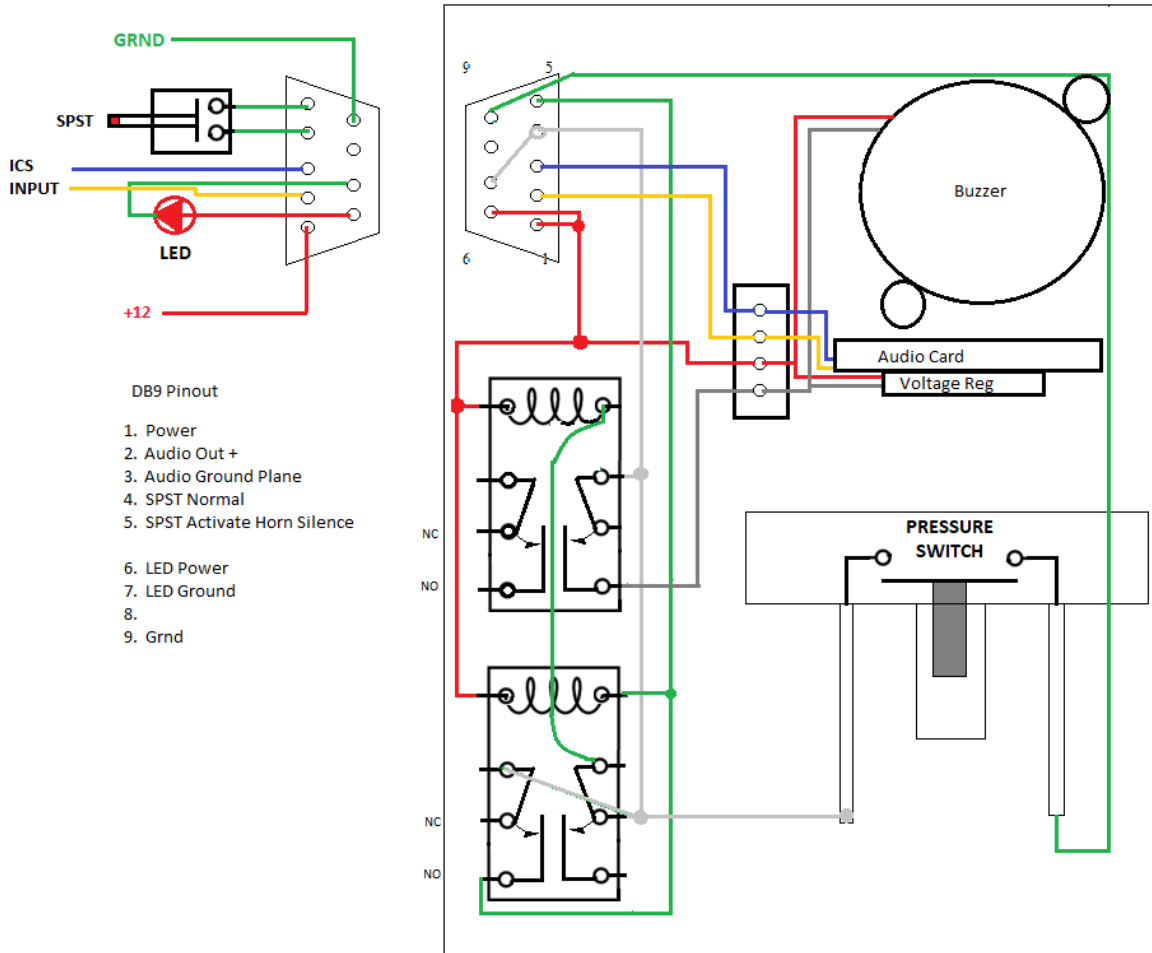 GRND
SPST
ICS
INPUT
LED
+12
9
5
6
1
Buzzer
Audio Card
Voltage Reg
DB9 Pinout
1. Power
2. Audio Out +
3. Audio Ground Plane
4. SPST Normal
5. SPST Activate Horn Silence
6. LED Power
7. LED Ground
8.
9. Grnd
NC
NO
PRESSURE
SWITCH
NC
NO